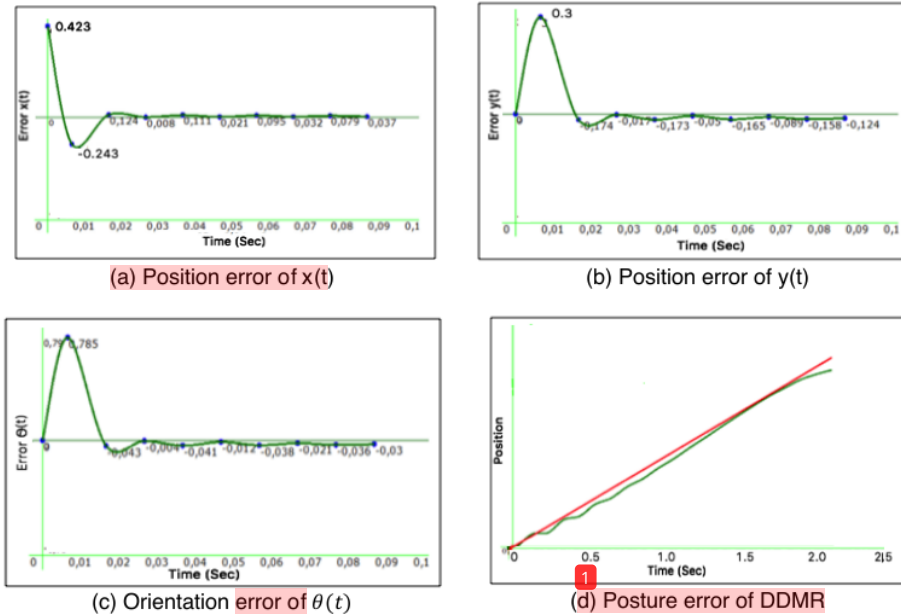 0.423
Error x(t)
0
0,124 0,008 0,111 0,021 0,095 0,032 0,079 0,037
-0.243
0 0,01 0,02 0,03 0.04 0,05 0,06 0,07 0,08 0,09 0,1
Time (Sec)
(a) Position error of x(t)
0.3
Error y(t)
0
-0,174 -0,017 -0,173 -0,05 -0,165 -0,089 -0,158 -0,124
0 0,01 0,02 0,03 0,04 0,05 0,06 0,07 0,08 0,09 0,1
Time (Sec)
(b) Position error of y(t)
0,785
Error Θ(t)
0
-0,043 -0,004 -0,041 -0,012 -0,038 -0,021 -0,036 -0,03
0 0,01 0,02 0,03 0,04 0,05 0,06 0,07 0,08 0,09 0,1
Time (Sec)
(c) Orientation error of θ(t)
Position
0 0.5 1.0 1.5 2.0 2.5
1
Time (Sec)
(d) Posture error of DDMR